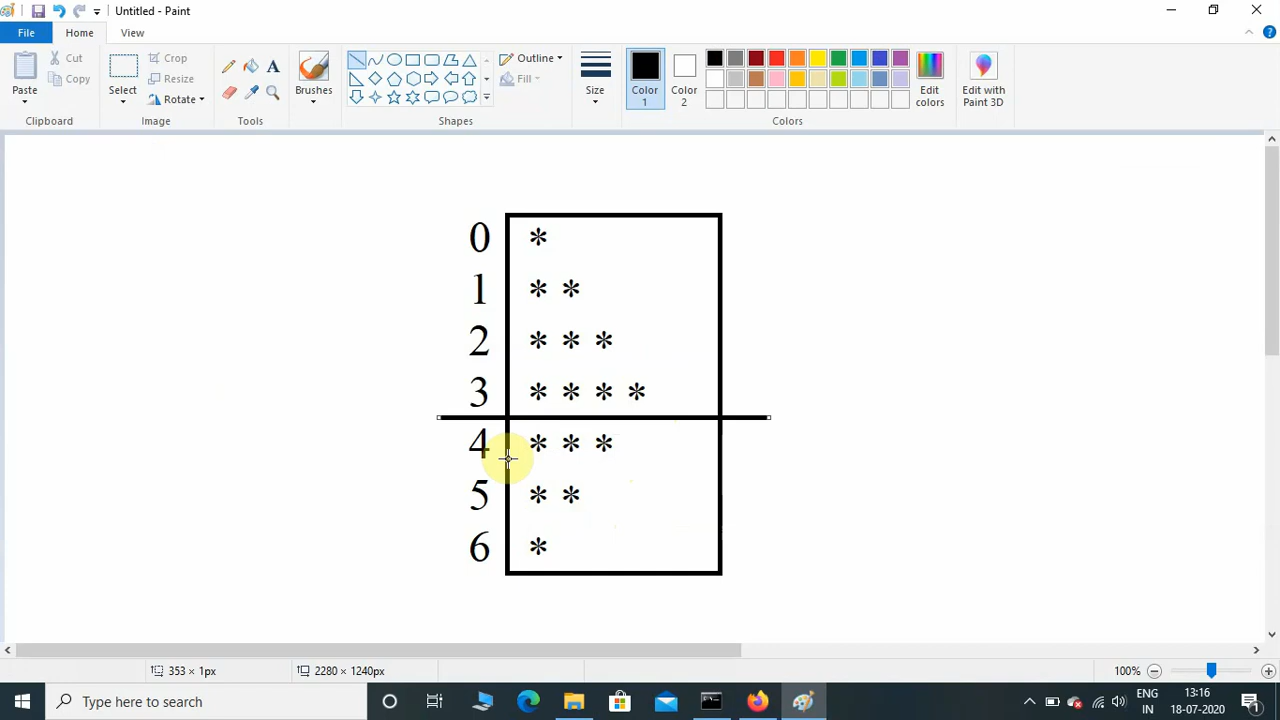 Untitled - Paint
File Home View
Paste Cut Copy
Clipboard
Select Crop Resize Rotate
Image
A
Tools
Brushes
Shapes
Outline
Fill
Size
Color 1
Color 2
Edit colors
Colors
Edit with Paint 3D
0 *
1 * *
2 * * *
3 * * * *
4 * * *
5 * *
6 *
353 × 1px 2280 × 1240px 100%
Type here to search
ENG 13:16
IN 18-07-2020
1